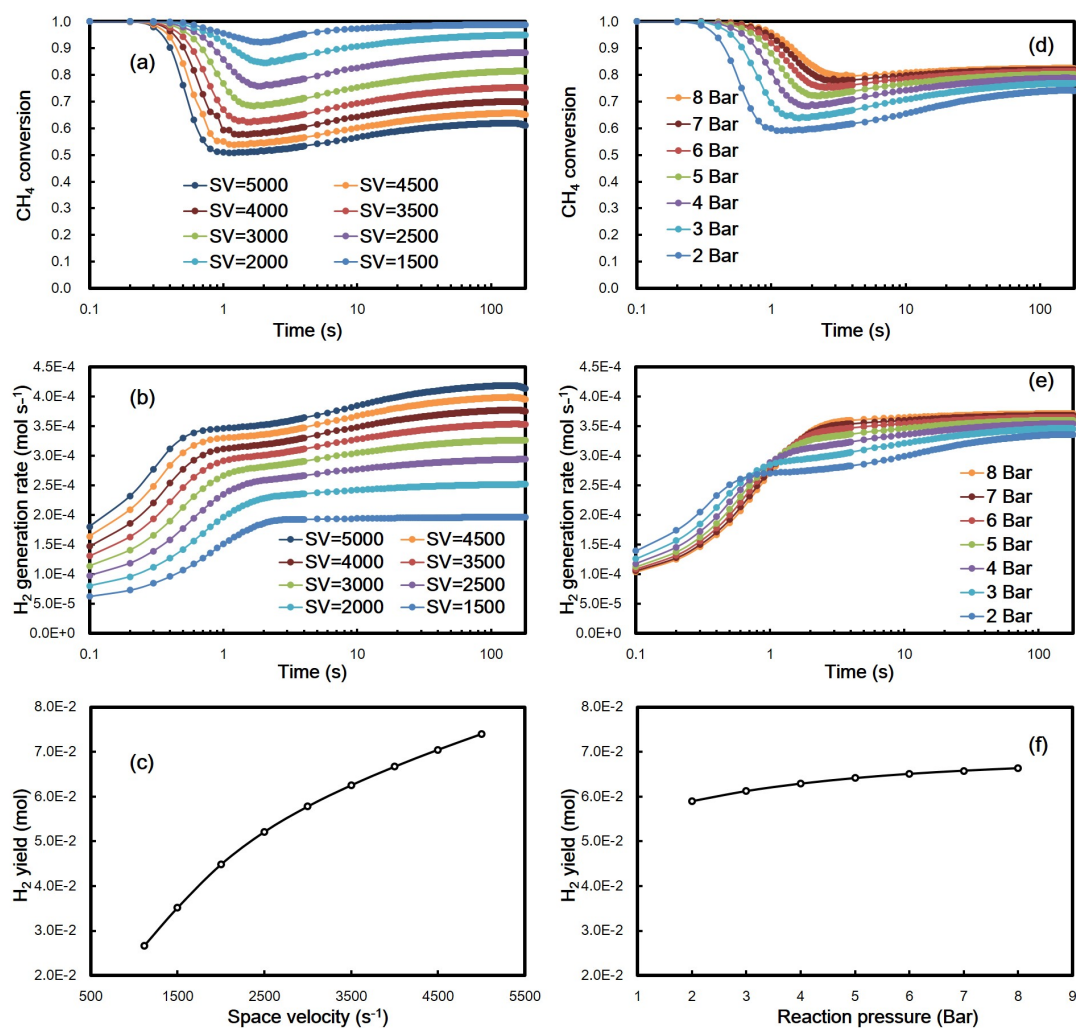 (a)
CH4 conversion
1.0
0.9
0.8
0.7
0.6
0.5
0.4
0.3
0.2
0.1
0.0
SV=5000 SV=4500
SV=4000 SV=3500
SV=3000 SV=2500
SV=2000 SV=1500
0.1 1 10 100
Time (s)
(d)
CH4 conversion
1.0
0.9
0.8
0.7
0.6
0.5
0.4
0.3
0.2
0.1
0.0
8 Bar
7 Bar
6 Bar
5 Bar
4 Bar
3 Bar
2 Bar
0.1 1 10 100
Time (s)
(b)
H2 generation rate (mol s-1)
4.5E-4
4.0E-4
3.5E-4
3.0E-4
2.5E-4
2.0E-4
1.5E-4
1.0E-4
5.0E-5
0.0E+0
SV=5000 SV=4500
SV=4000 SV=3500
SV=3000 SV=2500
SV=2000 SV=1500
0.1 1 10 100
Time (s)
(e)
H2 generation rate (mol s-1)
4.5E-4
4.0E-4
3.5E-4
3.0E-4
2.5E-4
2.0E-4
1.5E-4
1.0E-4
5.0E-5
0.0E+0
8 Bar
7 Bar
6 Bar
5 Bar
4 Bar
3 Bar
2 Bar
0.1 1 10 100
Time (s)
(c)
H2 yield (mol)
8.0E-2
7.0E-2
6.0E-2
5.0E-2
4.0E-2
3.0E-2
2.0E-2
500 1500 2500 3500 4500 5500
Space velocity (s-1)
(f)
H2 yield (mol)
8.0E-2
7.0E-2
6.0E-2
5.0E-2
4.0E-2
3.0E-2
2.0E-2
1 2 3 4 5 6 7 8 9
Reaction pressure (Bar)